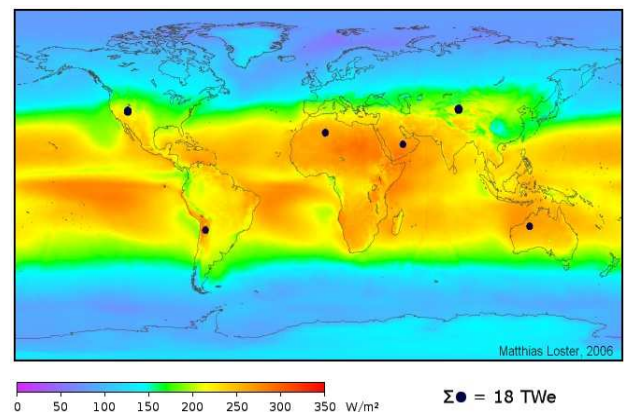 Matthias Loster, 2006
0 50 100 150 200 250 300 350 W/m²
Σ● = 18 TWe